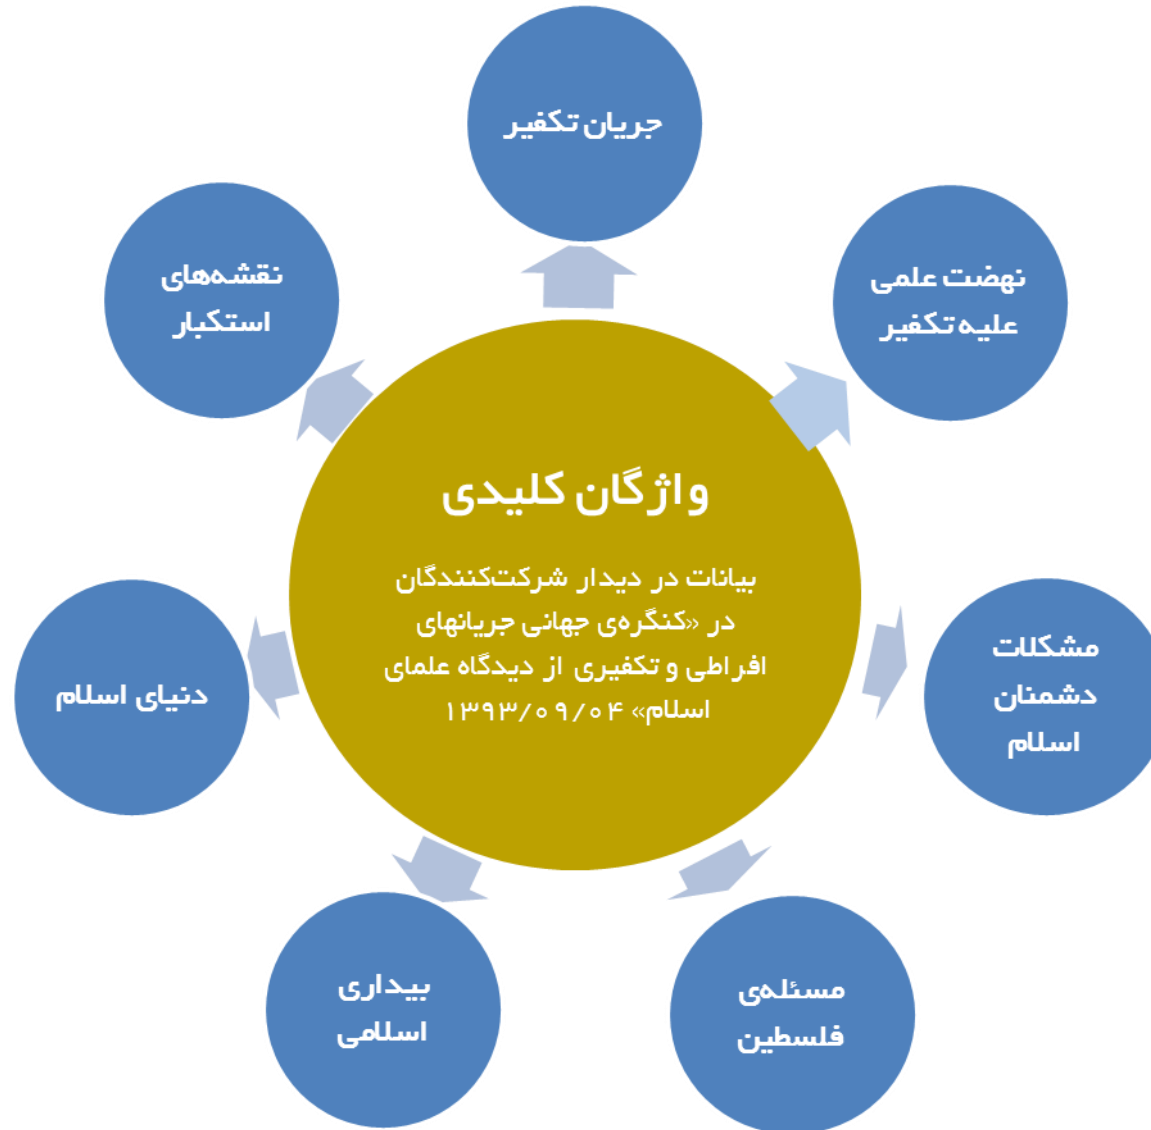 جریان تکفیر
نهضت علمی
علیه تکفیر
مشکلات
دشمنان
اسلام
مسئله‌ی
فلسطین
بیداری
اسلامی
دنیای اسلام
نقشه‌های
استکبار
واژگان کلیدی
بیانات در دیدار شرکت‌کنندگان
در «کنگره‌ی جهانی جریانهای
افراطی و تکفیری از دیدگاه علمای
اسلام» ۱۳۹۳/۰۹/۰۴